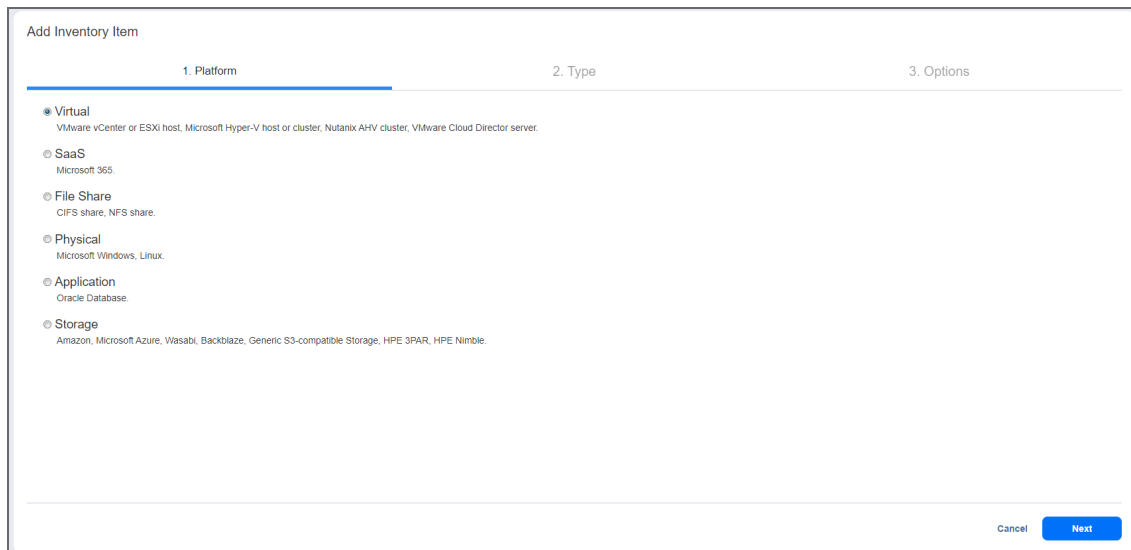 Add Inventory Item
1. Platform
2. Type
3. Options
Virtual
VMware vCenter or ESXi host, Microsoft Hyper-V host or cluster, Nutanix AHV cluster, VMware Cloud Director server.
SaaS
Microsoft 365.
File Share
CIFS share, NFS share.
Physical
Microsoft Windows, Linux.
Application
Oracle Database.
Storage
Amazon, Microsoft Azure, Wasabi, Backblaze, Generic S3-compatible Storage, HPE 3PAR, HPE Nimble.
Cancel
Next